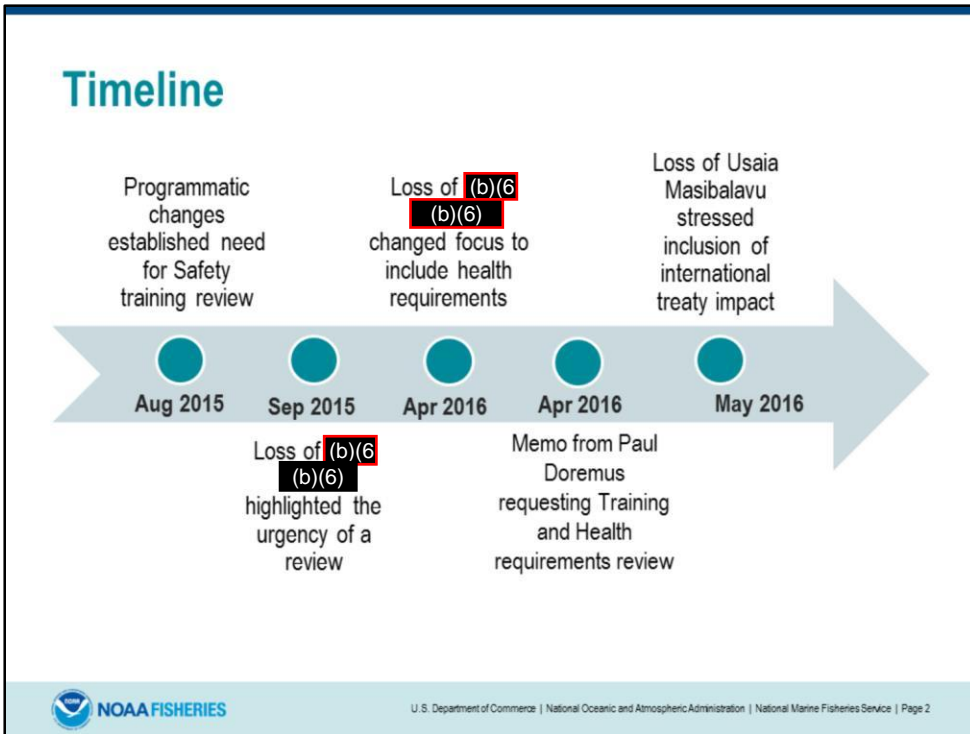 Timeline
Programmatic
changes
established need
for Safety
training review
Loss of (b)(6
(b)(6)
changed focus to
include health
requirements
Loss of Usaia
Masibalavu
stressed
inclusion of
international
treaty impact
Aug 2015
Sep 2015
Apr 2016
Apr 2016
May 2016
Loss of (b)(6
(b)(6)
highlighted the
urgency of a
review
Memo from Paul
Doremus
requesting Training
and Health
requirements review
NOAA FISHERIES
U.S. Department of Commerce | National Oceanic and Atmospheric Administration | National Marine Fisheries Service | Page 2